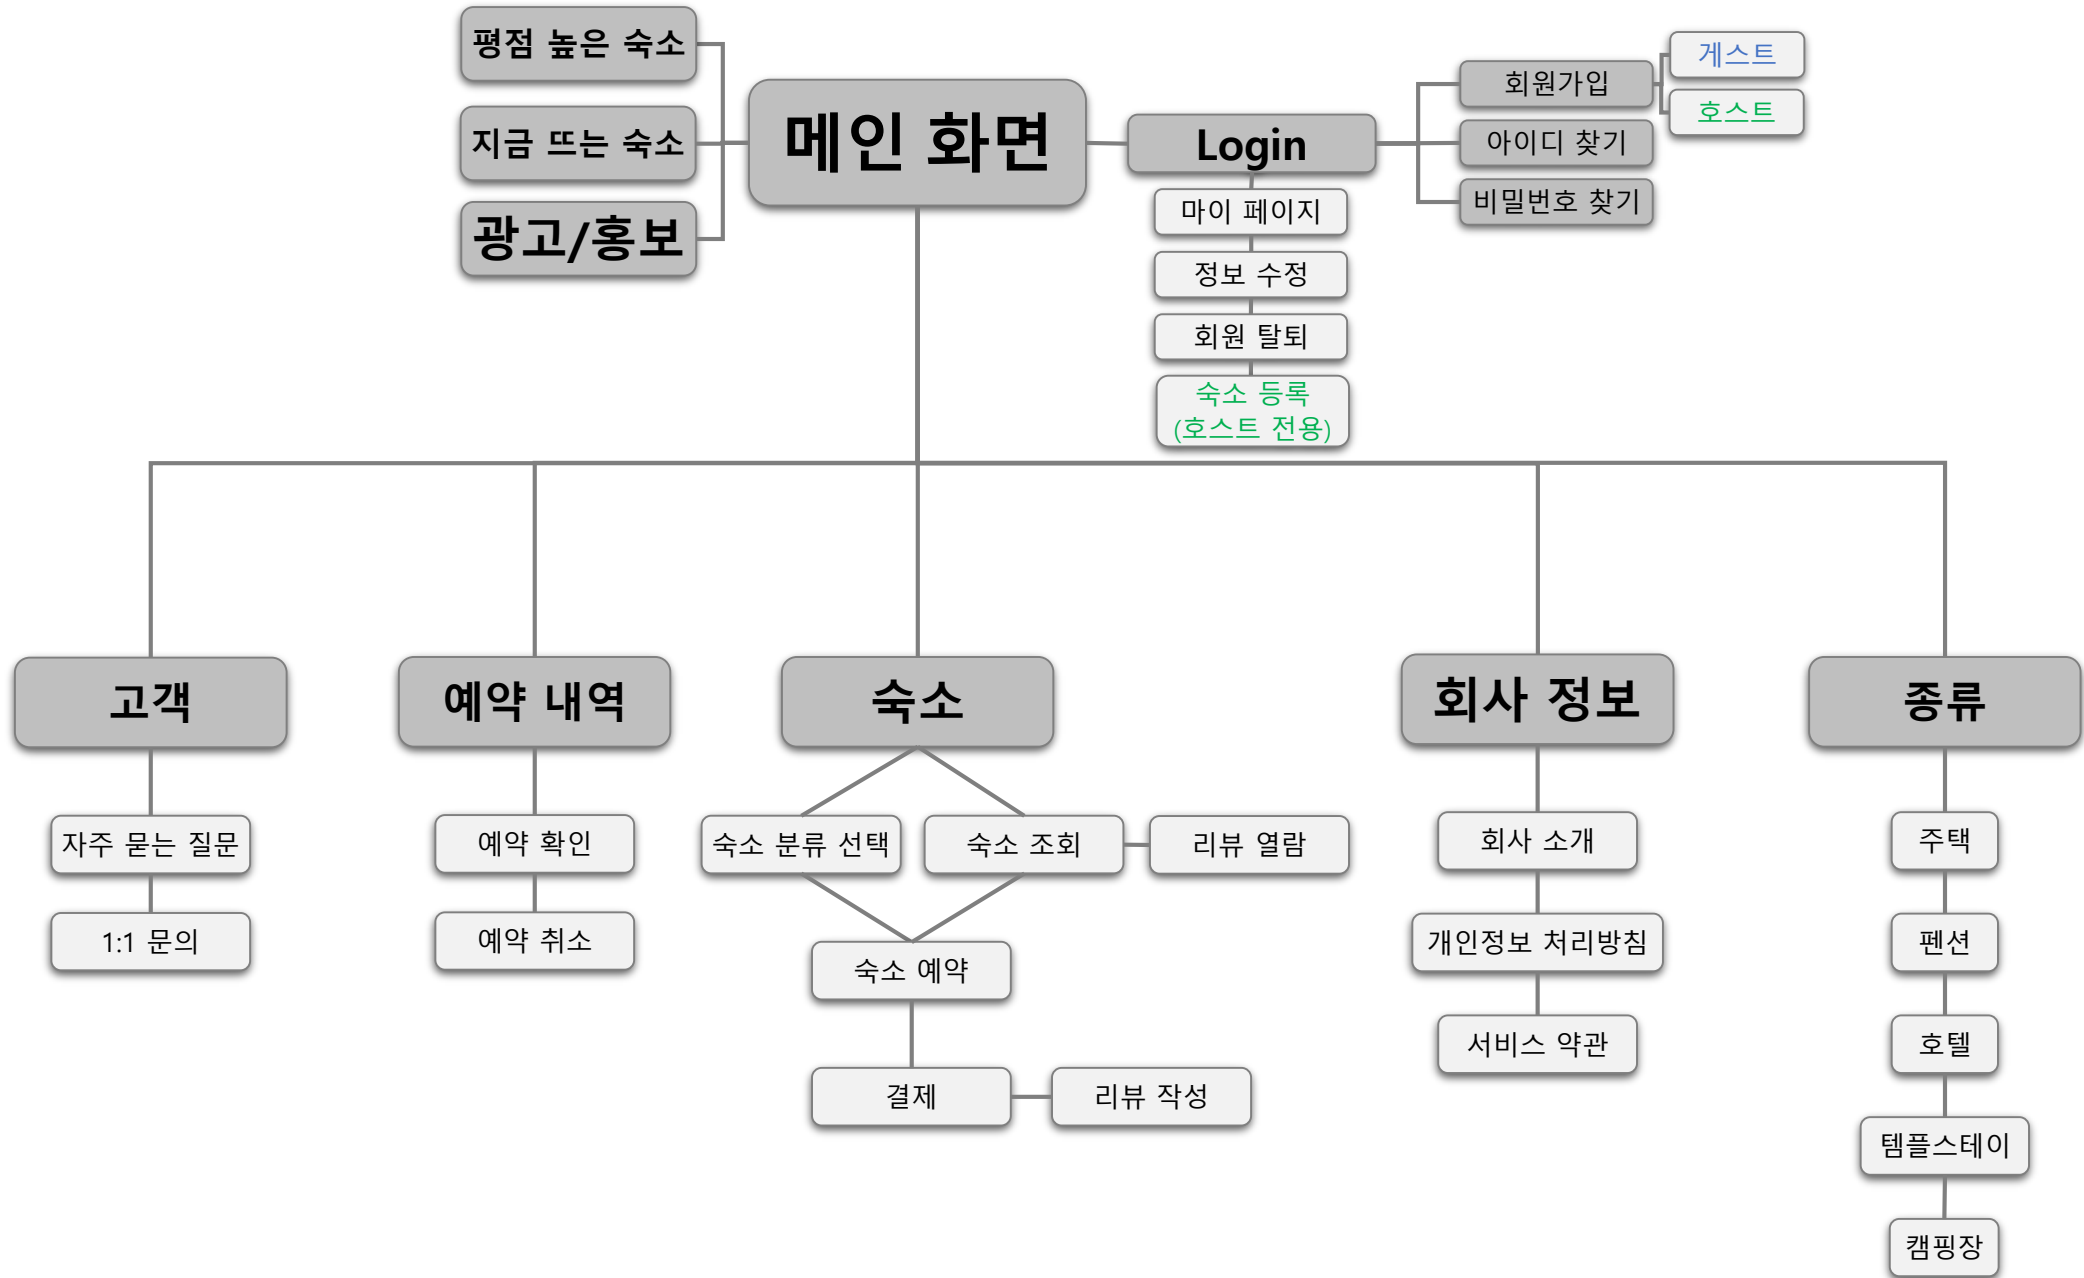 평점 높은 숙소
지금 뜨는 숙소
광고/홍보
메인 화면
Login
회원가입
아이디 찾기
비밀번호 찾기
게스트
호스트
마이 페이지
정보 수정
회원 탈퇴
숙소 등록
(호스트 전용)
고객
자주 묻는 질문
1:1 문의
예약 내역
예약 확인
예약 취소
숙소
숙소 분류 선택
숙소 조회
리뷰 열람
숙소 예약
결제
리뷰 작성
회사 정보
회사 소개
개인정보 처리방침
서비스 약관
종류
주택
펜션
호텔
템플스테이
캠핑장